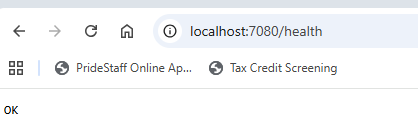 localhost:7080/health
PrideStaff Online Ap... Tax Credit Screening
OK